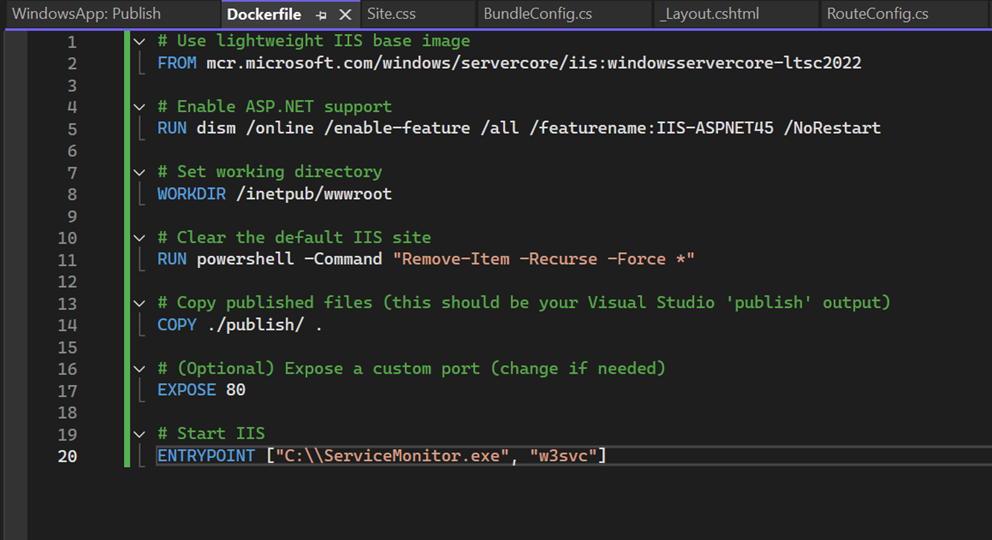 WindowsApp: Publish Dockerfile Site.css BundleConfig.cs _Layout.cshtml RouteConfig.cs
1 # Use lightweight IIS base image
2 FROM mcr.microsoft.com/windows/servercore/iis:windowsservercore-ltsc2022
3
4 # Enable ASP.NET support
5 RUN dism /online /enable-feature /all /featurename:IIS-ASPNET45 /NoRestart
6
7 # Set working directory
8 WORKDIR /inetpub/wwwroot
9
10 # Clear the default IIS site
11 RUN powershell -Command "Remove-Item -Recurse -Force *"
12
13 # Copy published files (this should be your Visual Studio 'publish' output)
14 COPY ./publish/ .
15
16 # (Optional) Expose a custom port (change if needed)
17 EXPOSE 80
18
19 # Start IIS
20 ENTRYPOINT ["C:\\ServiceMonitor.exe", "w3svc"]